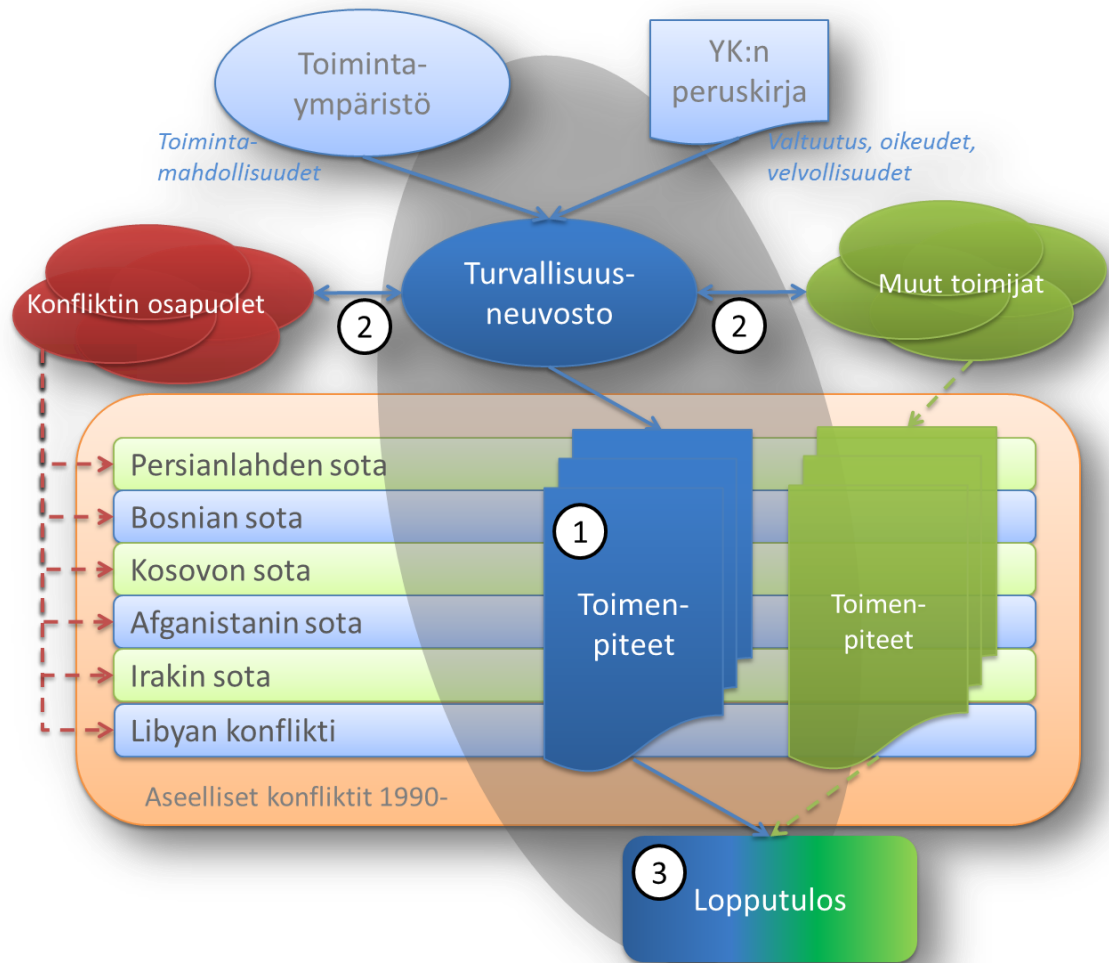 Toiminta-
ympäristö
YK:n
peruskirja
Toiminta-
mahdollisuudet
Valtuutus, oikeudet,
velvollisuudet
Konfliktin osapuolet
2
Turvallisuus-
neuvosto
2
Muut toimijat
Persianlahden sota
Bosnian sota
Kosovon sota
Afganistanin sota
Irakin sota
Libyan konflikti
1
Toimen-
piteet
Toimen-
piteet
Aseelliset konfliktit 1990-
3
Lopputulos